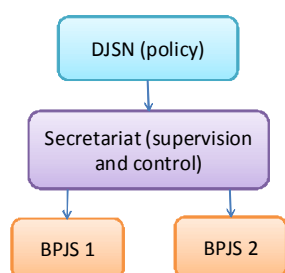 DJSN (policy)
Secretariat (supervision
and control)
BPJS 1
BPJS 2